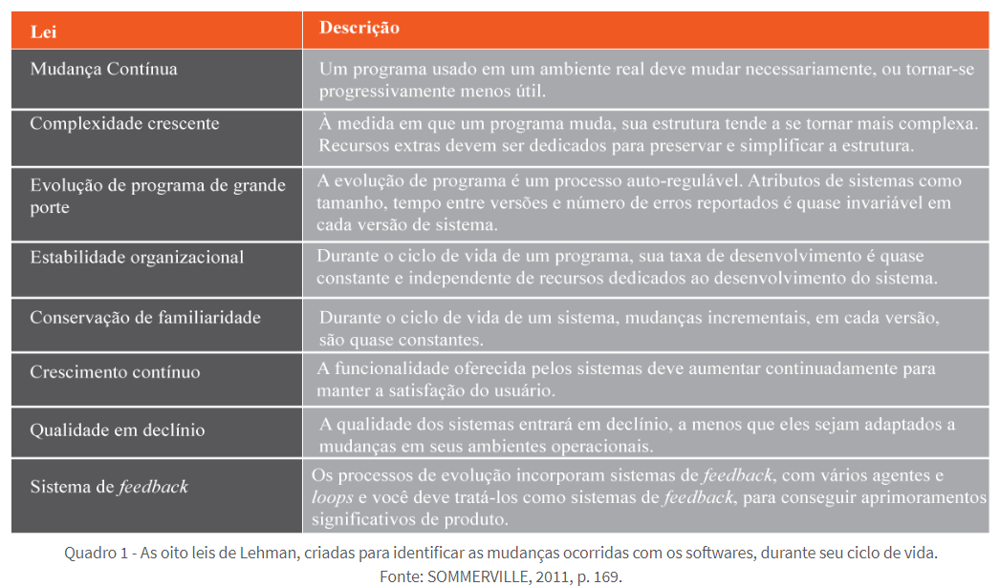 Lei
Descrição
Mudança Contínua
Um programa usado em um ambiente real deve mudar necessariamente, ou tornar-se
progressivamente menos útil.
Complexidade crescente
À medida em que um programa muda, sua estrutura tende a se tornar mais complexa.
Recursos extras devem ser dedicados para preservar e simplificar a estrutura.
Evolução de programa de grande
porte
A evolução de programa é um processo auto-regulável. Atributos de sistemas como
tamanho, tempo entre versões e número de erros reportados é quase invariável em
cada versão de sistema.
Estabilidade organizacional
Durante o ciclo de vida de um programa, sua taxa de desenvolvimento é quase
constante e independente de recursos dedicados ao desenvolvimento do sistema.
Conservação de familiaridade
Durante o ciclo de vida de um sistema, mudanças incrementais, em cada versão,
são quase constantes.
Crescimento contínuo
A funcionalidade oferecida pelos sistemas deve aumentar continuadamente para
manter a satisfação do usuário.
Qualidade em declínio
A qualidade dos sistemas entrará em declínio, a menos que eles sejam adaptados a
mudanças em seus ambientes operacionais.
Sistema de feedback
Os processos de evolução incorporam sistemas de feedback, com vários agentes e
loops e você deve tratá-los como sistemas de feedback, para conseguir aprimoramentos
significativos de produto.
Quadro 1 - As oito leis de Lehman, criadas para identificar as mudanças ocorridas com os softwares, durante seu ciclo de vida.
Fonte: SOMMERVILLE, 2011, p. 169.